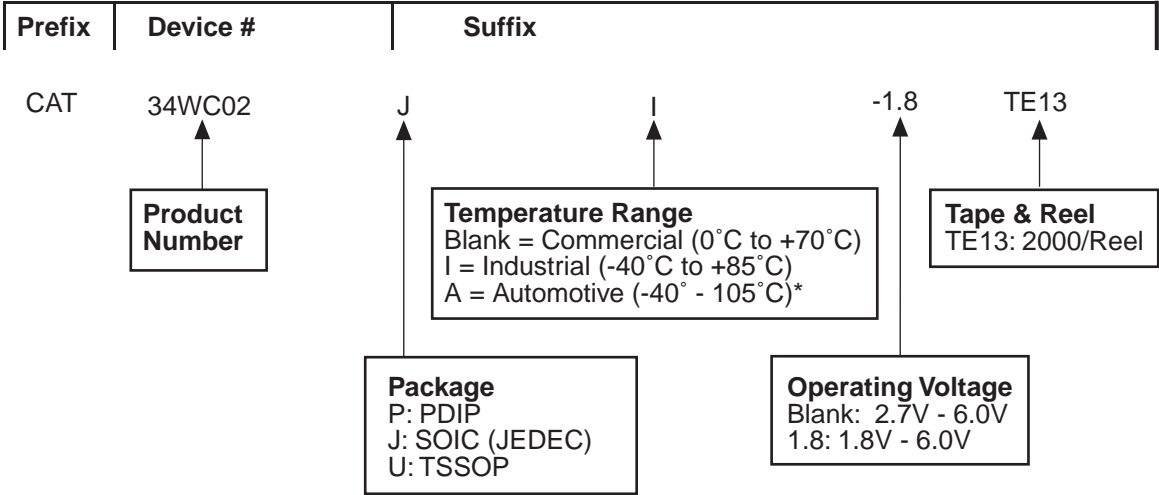 Prefix Device # Suffix
CAT 34WC02 J I -1.8 TE13
Product
Number
Temperature Range
Blank = Commercial (0˚C to +70˚C)
I = Industrial (-40˚C to +85˚C)
A = Automotive (-40˚ - 105˚C)*
Tape & Reel
TE13: 2000/Reel
Package
P: PDIP
J: SOIC (JEDEC)
U: TSSOP
Operating Voltage
Blank: 2.7V - 6.0V
1.8: 1.8V - 6.0V